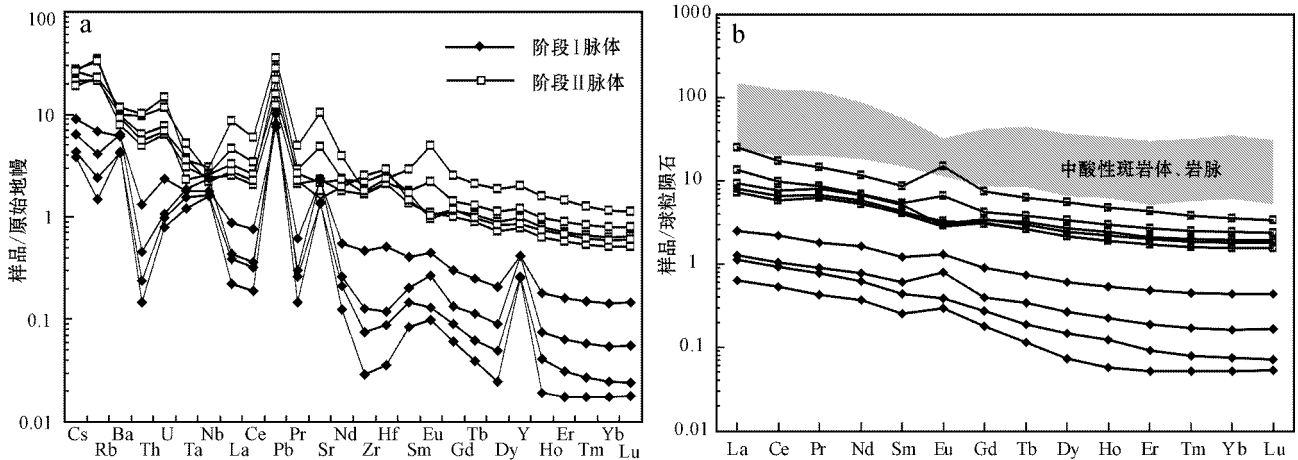 a
阶段I脉体
阶段II脉体
样品/原始地幔
100
10
1
0.1
0.01
Cs Ba U Nb Ce Pr Nd Hf Eu Tb Y Er Yb
Rb Th Ta La Pb Sr Zr Sm Gd Dy Ho Tm Lu
b
中酸性斑岩体、岩脉
样品/球粒陨石
1000
100
10
1
0.1
0.01
La Ce Pr Nd Sm Eu Gd Tb Dy Ho Er Tm Yb Lu